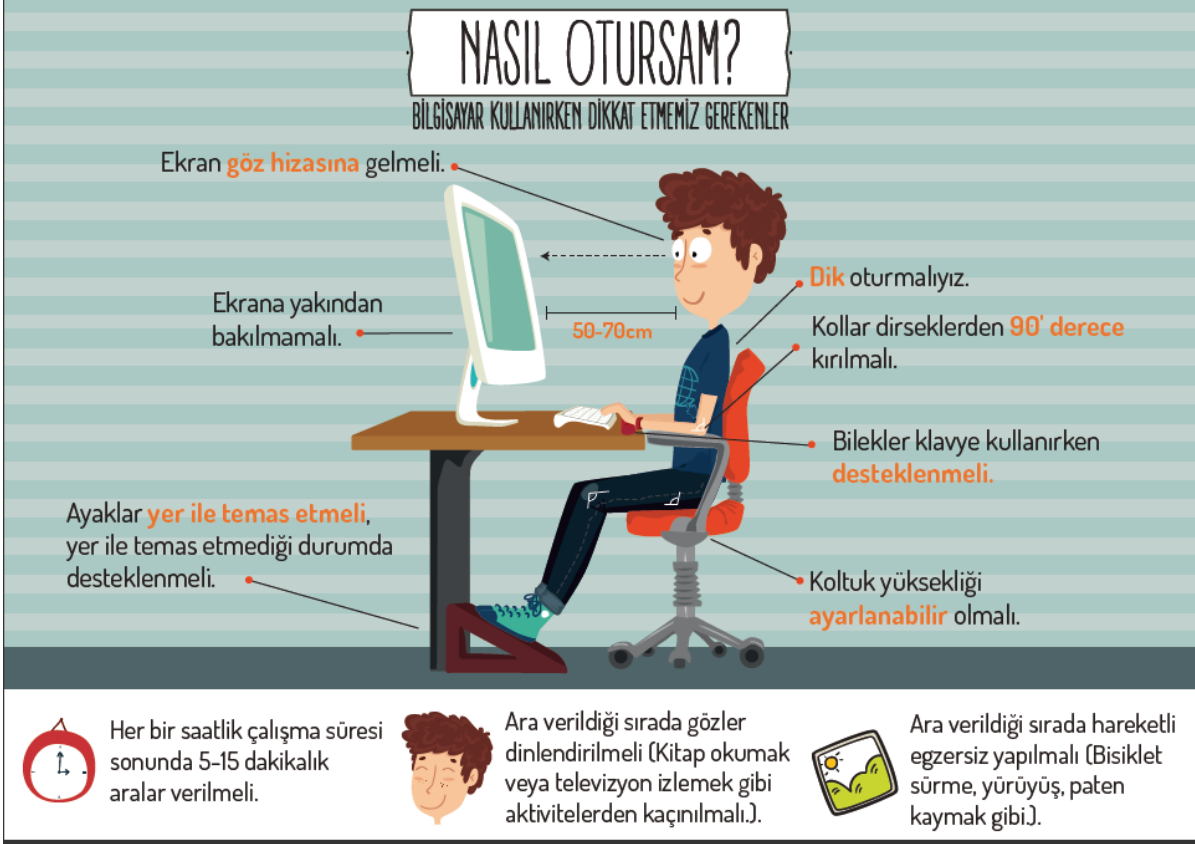 NASIL OTURSAM?
BİLGİSAYAR KULLANIRKEN DİKKAT ETMEMİZ GEREKENLER
Ekran göz hizasına gelmeli.
Ekrana yakından
bakılmamalı.
50-70cm
Dik oturmalıyız.
Kollar dirseklerden 90' derece
kırılmalı.
Bilekler klavye kullanırken
desteklenmeli.
Ayaklar yer ile temas etmeli,
yer ile temas etmediği durumda
desteklenmeli.
Koltuk yüksekliği
ayarlanabilir olmalı.
Her bir saatlik çalışma süresi
sonunda 5-15 dakikalık
aralar verilmeli.
Ara verildiği sırada gözler
dinlendirilmeli (Kitap okumak
veya televizyon izlemek gibi
aktivitelerden kaçınılmalı.).
Ara verildiği sırada hareketli
egzersiz yapılmalı (Bisiklet
sürme, yürüyüş, paten
kaymak gibi.).